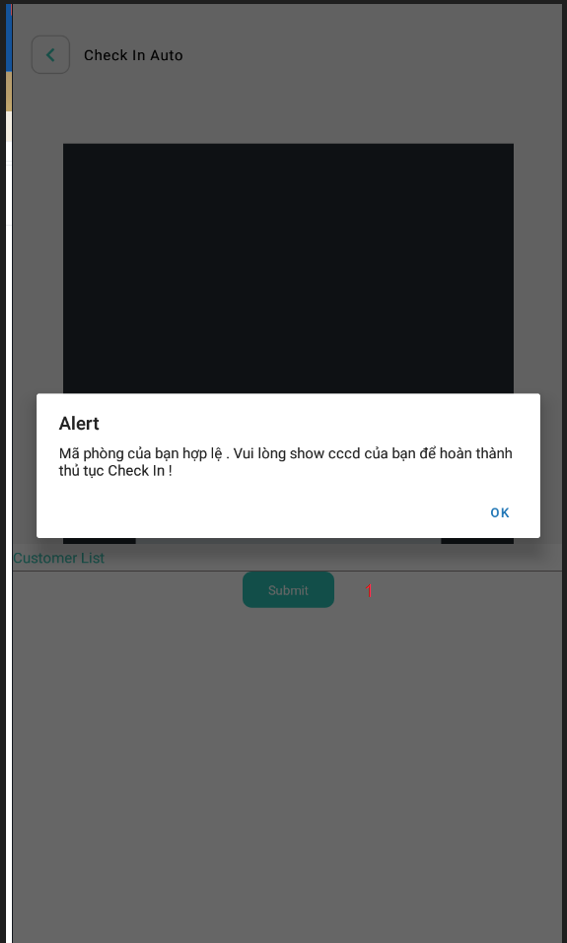 Check In Auto
Alert
Mã phòng của bạn hợp lệ . Vui lòng show cccd của bạn để hoàn thành
thủ tục Check In !
OK
Customer List
Submit
1